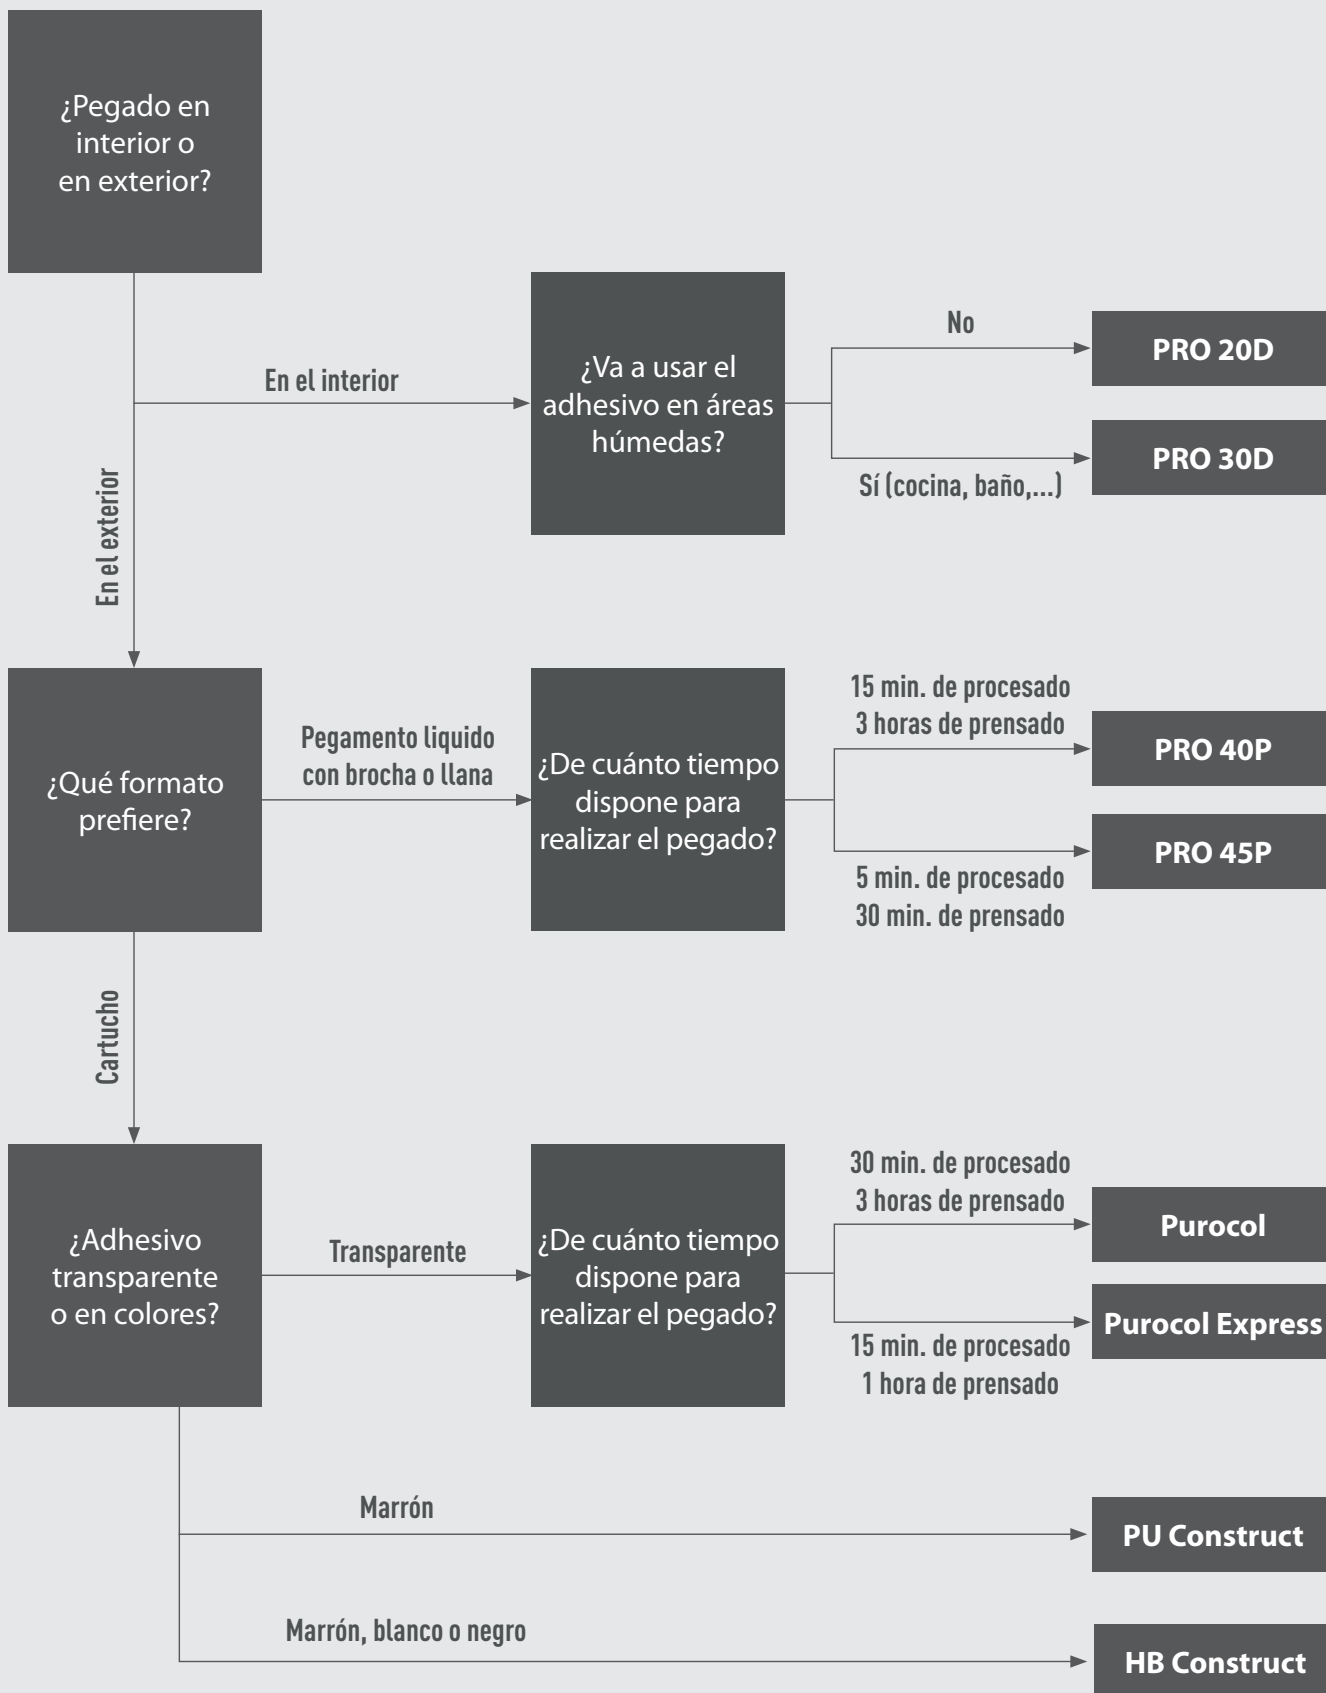 ¿Pegado en
interior o
en exterior?
En el interior
¿Va a usar el
adhesivo en áreas
húmedas?
No
PRO 20D
Sí (cocina, baño,...)
PRO 30D
En el exterior
¿Qué formato
prefiere?
Pegamento liquido
con brocha o llana
¿De cuánto tiempo
dispone para
realizar el pegado?
15 min. de procesado
3 horas de prensado
PRO 40P
5 min. de procesado
30 min. de prensado
PRO 45P
Cartucho
¿Adhesivo
transparente
o en colores?
Transparente
¿De cuánto tiempo
dispone para
realizar el pegado?
30 min. de procesado
3 horas de prensado
Purocol
15 min. de procesado
1 hora de prensado
Purocol Express
Marrón
PU Construct
Marrón, blanco o negro
HB Construct